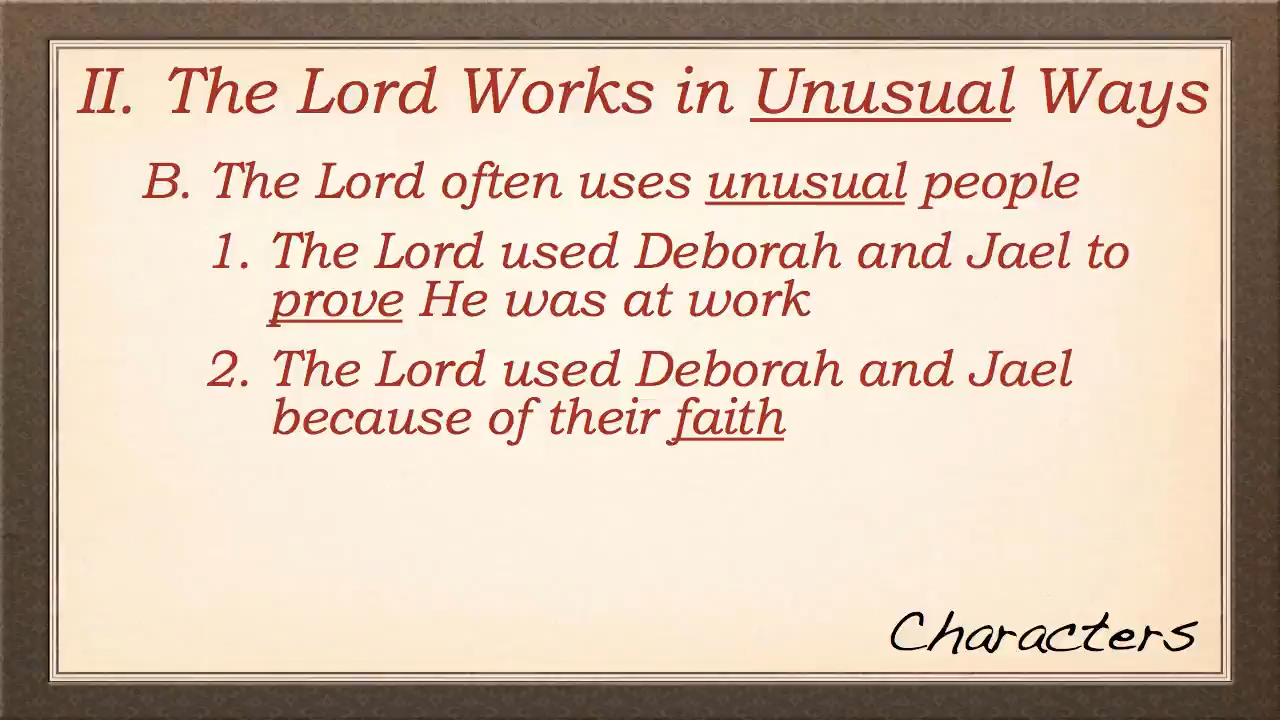 II. The Lord Works in Unusual Ways
B. The Lord often uses unusual people
1. The Lord used Deborah and Jael to
prove He was at work
2. The Lord used Deborah and Jael
because of their faith
Characters